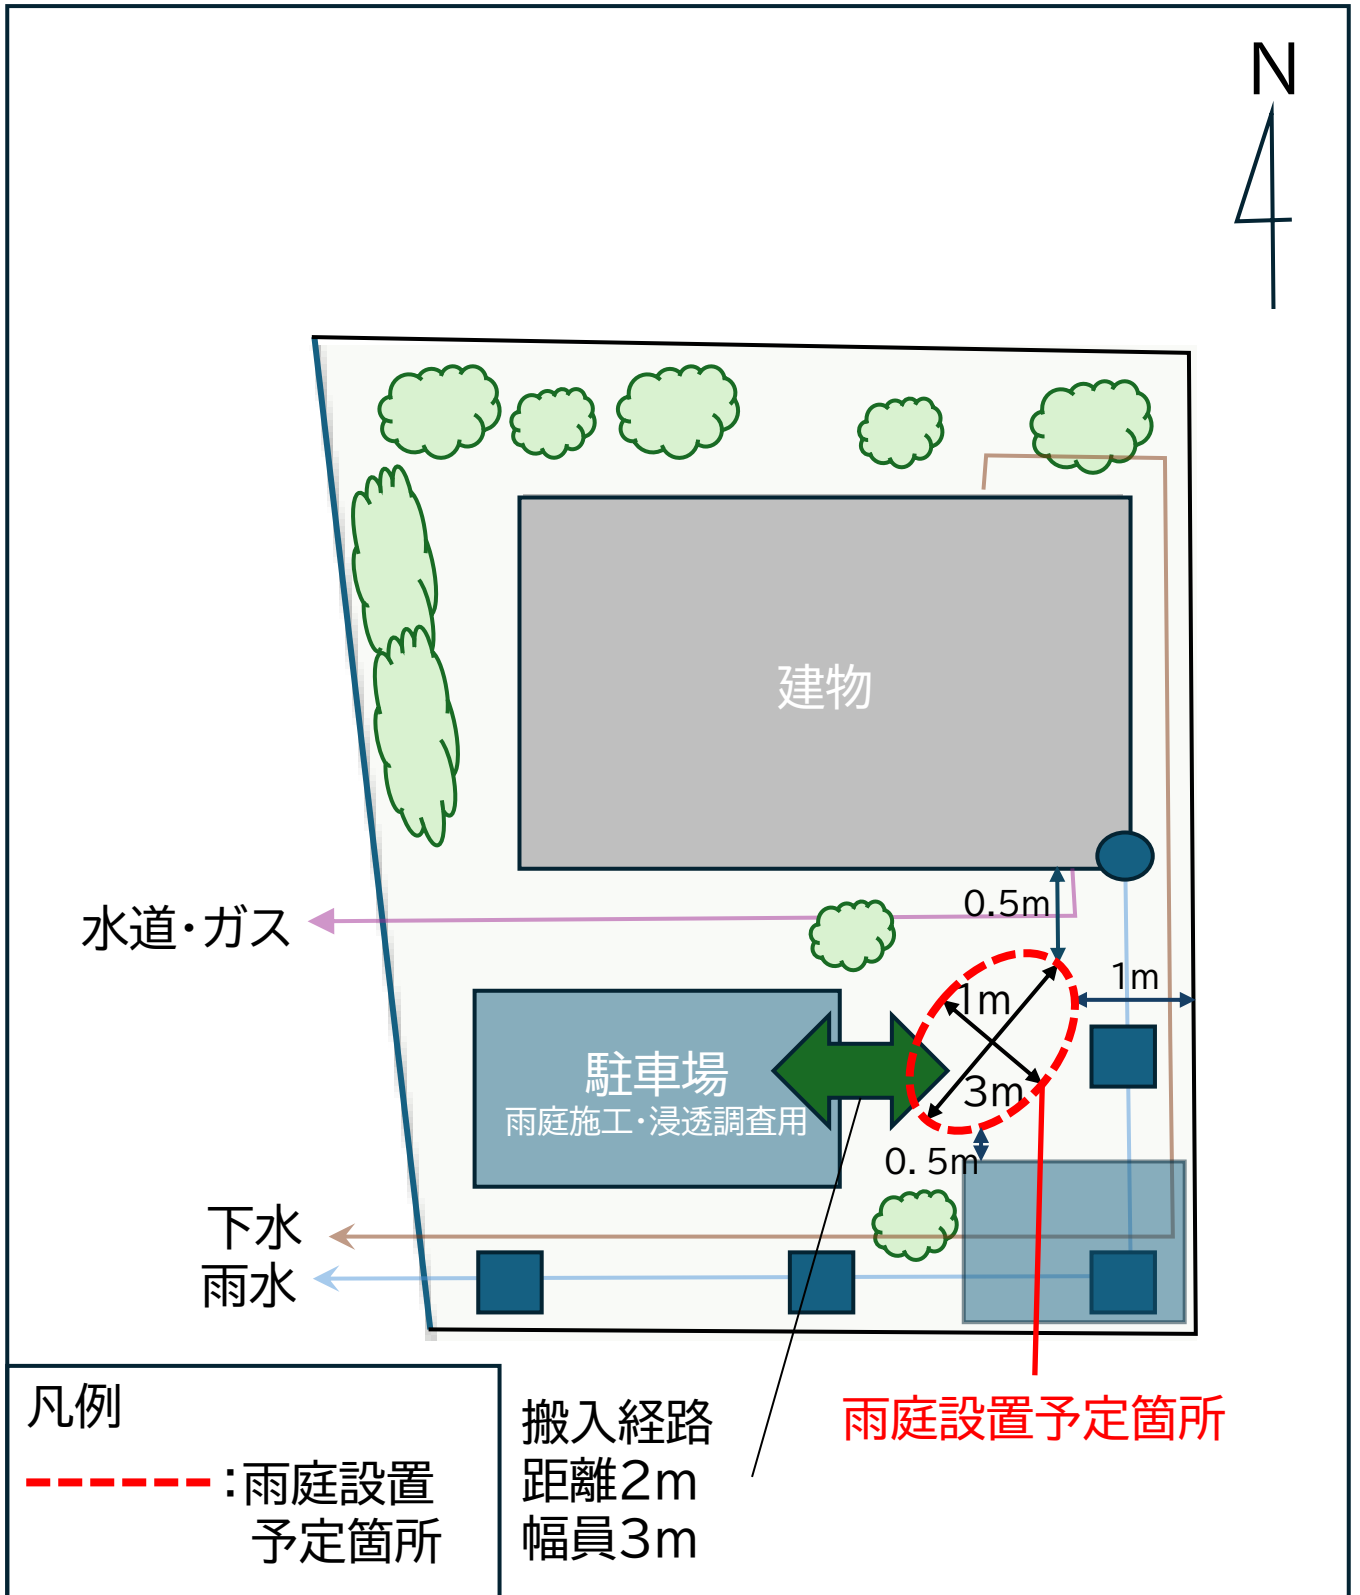 N
建物
水道・ガス
0.5m
1m
1m
3m
駐車場
雨庭施工・浸透調査用
0.5m
下水
雨水
凡例
：雨庭設置
予定箇所
搬入経路
距離2m
幅員3m
雨庭設置予定箇所